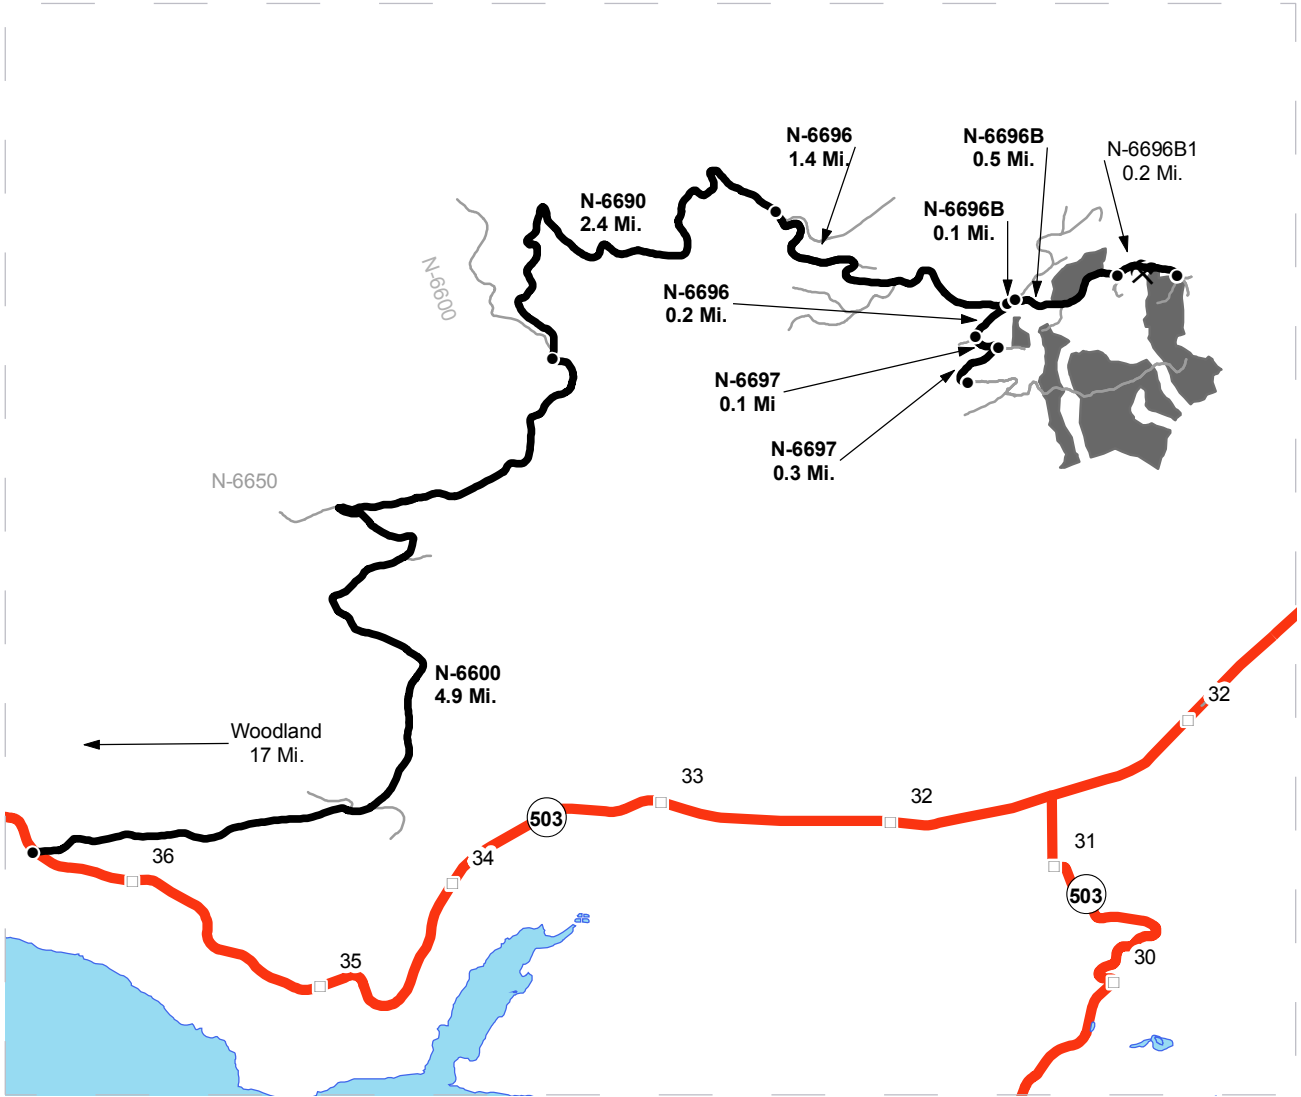 N-6696
1.4 Mi.
N-6696B
0.5 Mi.
N-6696B1
0.2 Mi.
N-6690
2.4 Mi.
N-6696B
0.1 Mi.
N-6600
N-6696
0.2 Mi.
N-6697
0.1 Mi
N-6697
0.3 Mi.
N-6650
N-6600
4.9 Mi.
32
Woodland
17 Mi.
33
32
503
31
36
34
503
35
30